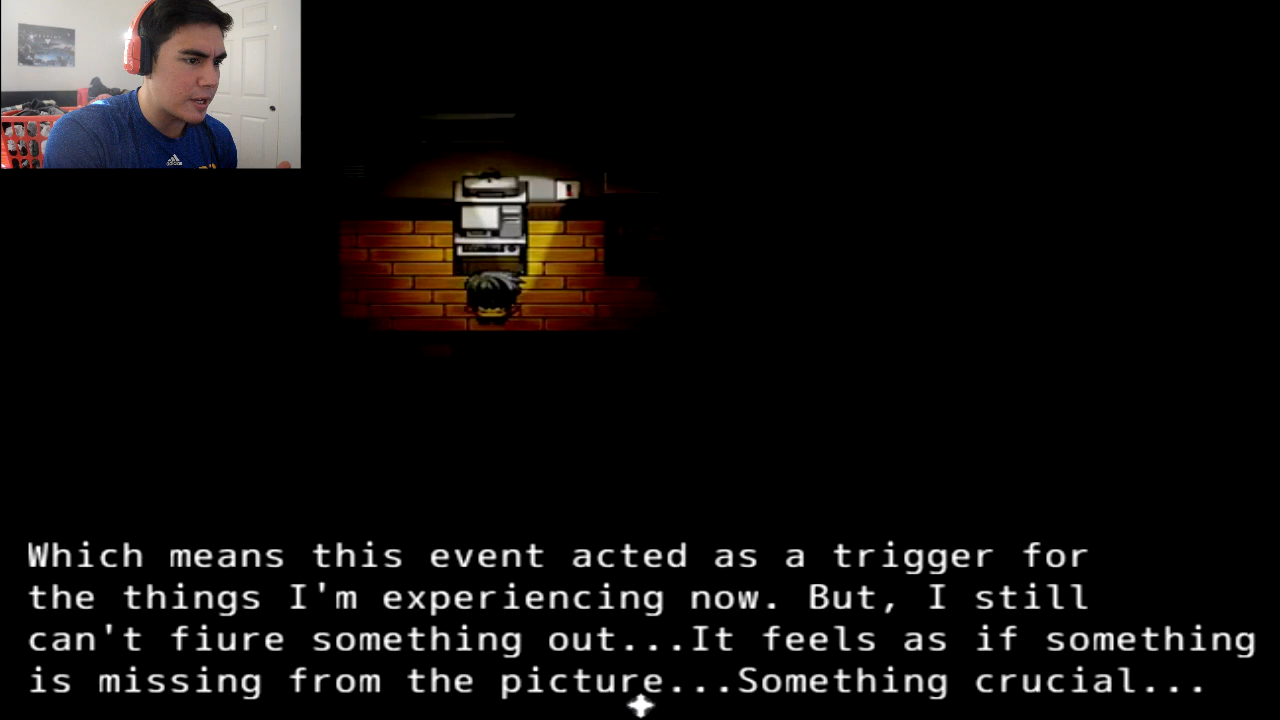 adidas
Which means this event acted as a trigger for
the things I'm experiencing now. But, I still
can't fiure something out...It feels as if something
is missing from the picture...Something crucial...